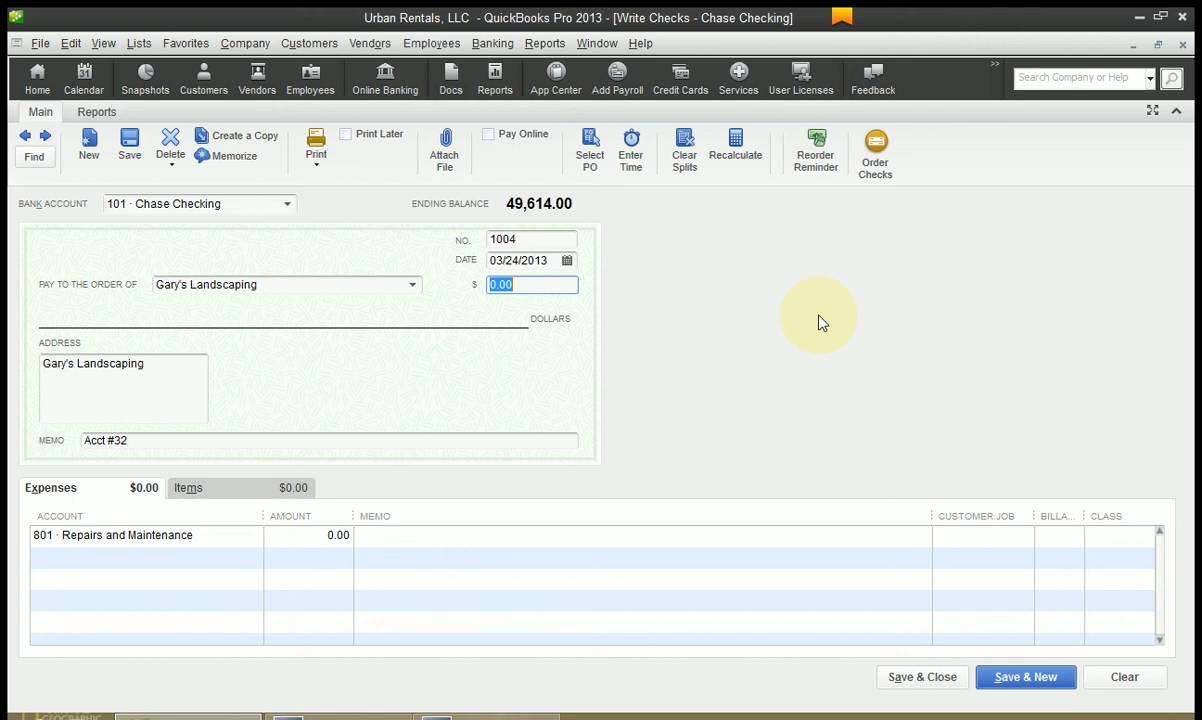 Urban Rentals, LLC - QuickBooks Pro 2013 - [Write Checks - Chase Checking]
File Edit View Lists Favorites Company Customers Vendors Employees Banking Reports Window Help
31
Home Calendar Snapshots Customers Vendors Employees Online Banking Docs Reports App Center Add Payroll Credit Cards Services User Licenses Feedback
» Search Company or Help
Main Reports
Find
New
Save
Delete
Create a Copy
Memorize
Print
Print Later
Attach
File
Pay Online
Select
PO
Enter
Time
Clear
Splits
Recalculate
Reorder
Reminder
Order
Checks
BANK ACCOUNT 101 · Chase Checking ENDING BALANCE 49,614.00
NO. 1004
DATE 03/24/2013
PAY TO THE ORDER OF Gary's Landscaping $ 0.00
DOLLARS
ADDRESS
Gary's Landscaping
MEMO Acct #32
Expenses $0.00 Items $0.00
ACCOUNT AMOUNT MEMO CUSTOMER:JOB BILLA... CLASS
801 · Repairs and Maintenance 0.00
Save & Close Save & New Clear